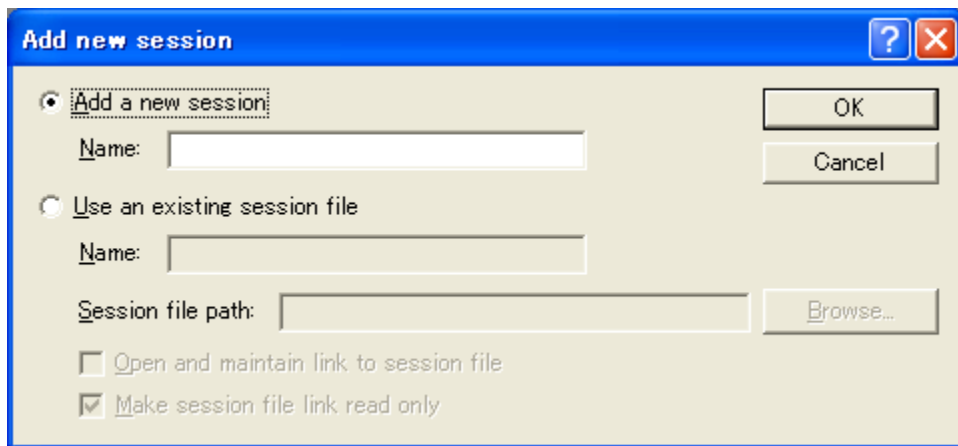 Add new session
Add a new session
OK
Name:
Cancel
Use an existing session file
Name:
Session file path:
Browse...
Open and maintain link to session file
Make session file link read only